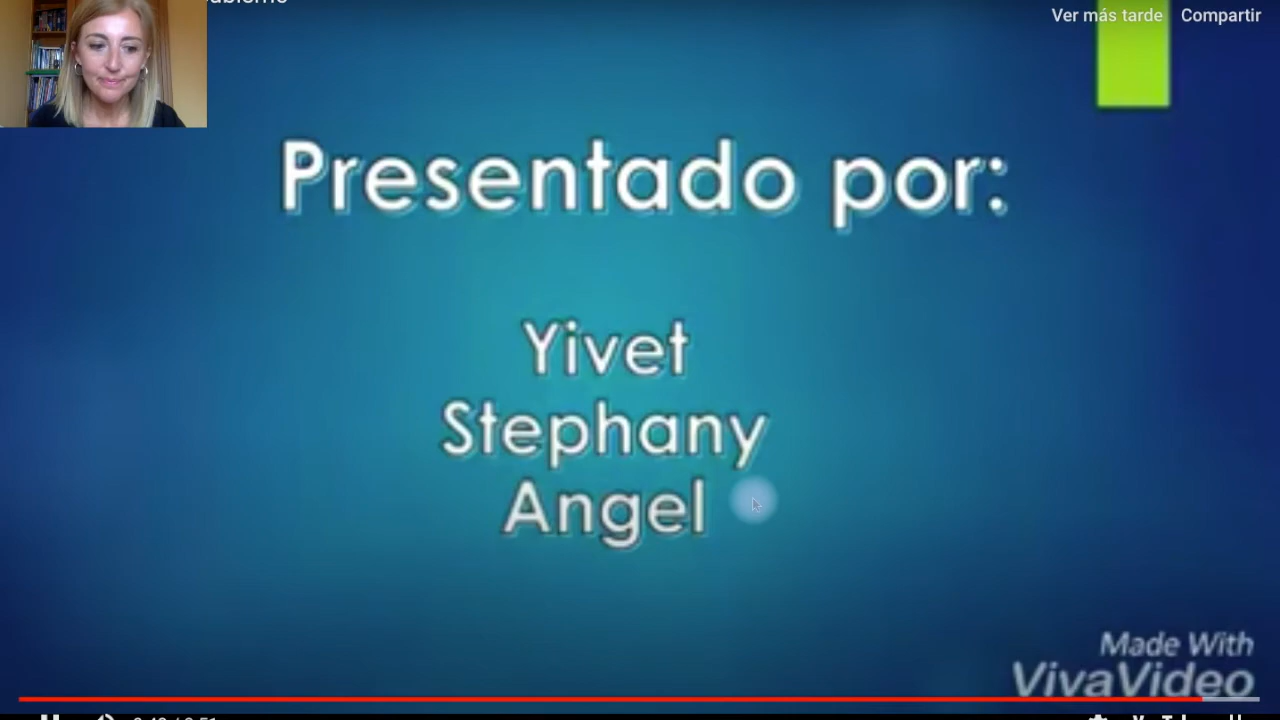 Ver más tarde Compartir
Presentado por:
Yivet
Stephany
Angel
Made With
VivaVideo